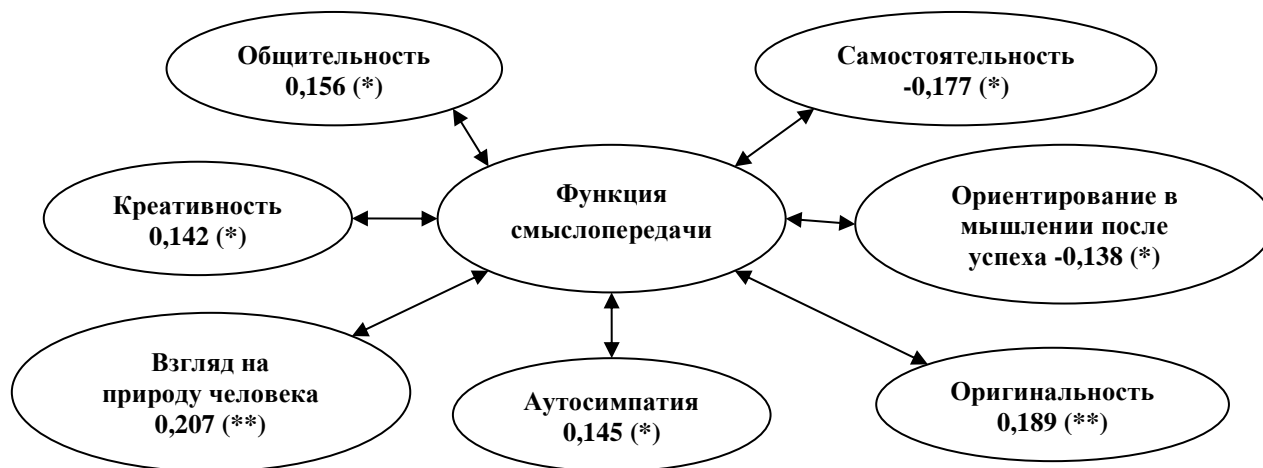 Общительность
0,156 (*)
Самостоятельность
-0,177 (*)
Креативность
0,142 (*)
Функция
смыслопередачи
Ориентирование в
мышлении после
успеха -0,138 (*)
Взгляд на
природу человека
0,207 (**)
Аутосимпатия
0,145 (*)
Оригинальность
0,189 (**)